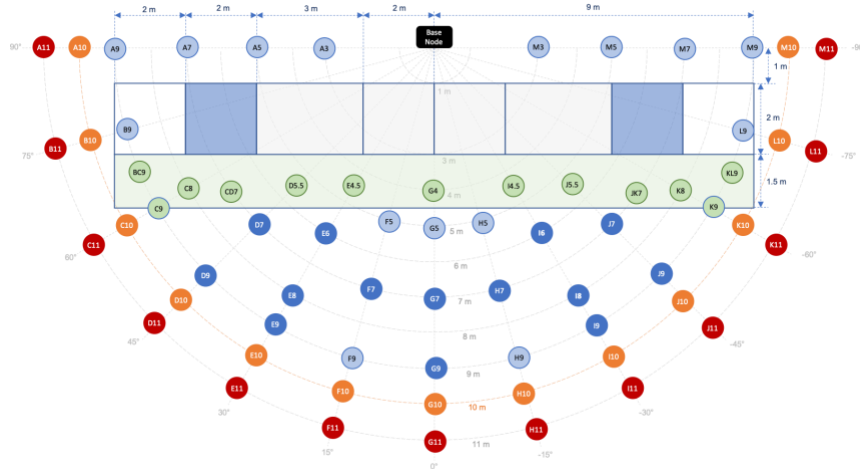 2 m
2 m
3 m
2 m
9 m
90°
A11
A10
A9
A7
A5
A3
Base
Node
M3
M5
M7
M9
M10
M11
1 m
1 m
2 m
B9
L9
B10
L10
B11
L11
75°
-75°
3 m
1.5 m
BC9
C8
CD7
D5.5
E4.5
G4
4 m
I4.5
J5.5
JK7
K8
KL9
C9
K9
C10
D7
E6
F5
G5
H5
5 m
I6
J7
K10
C11
K11
60°
-60°
6 m
D9
E8
F7
G7
H7
7 m
I8
J9
D10
J10
D11
E9
I9
J11
45°
-45°
8 m
E10
F9
G9
H9
I10
9 m
E11
F10
G10
10 m
H10
I11
30°
-30°
F11
G11
11 m
H11
15°
-15°
0°